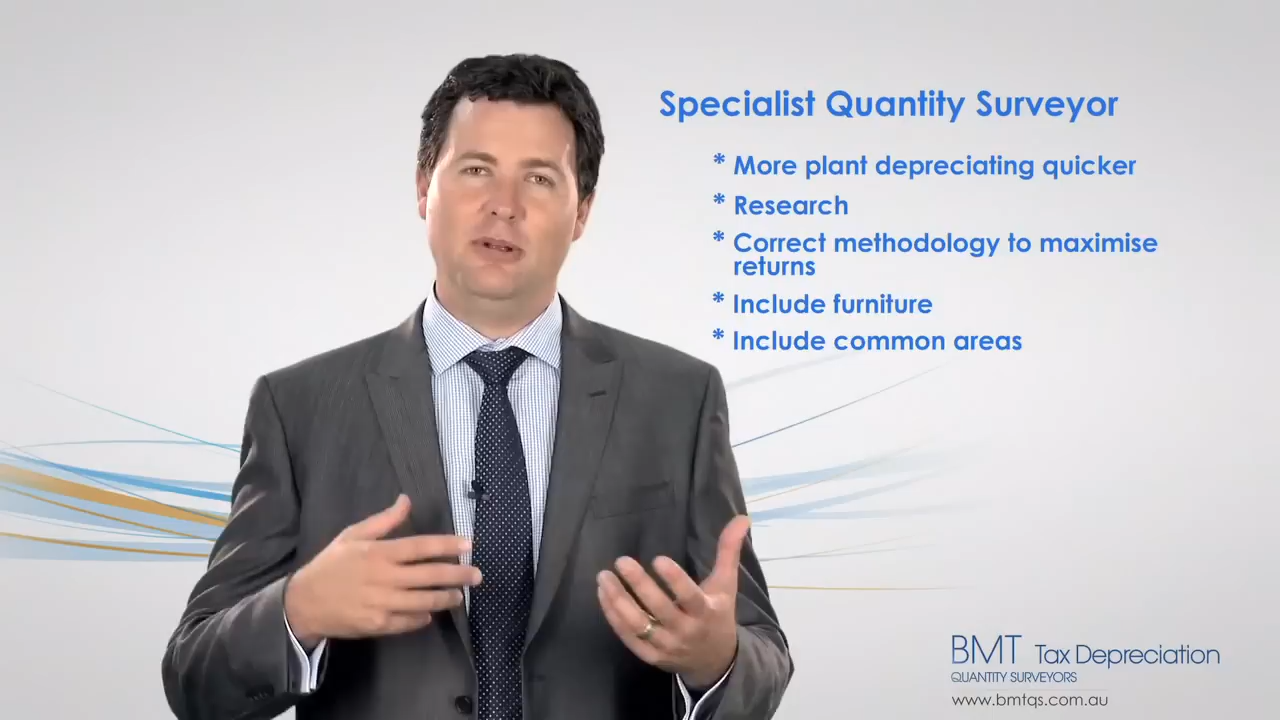 Specialist Quantity Surveyor
* More plant depreciating quicker
* Research
* Correct methodology to maximise
returns
* Include furniture
* Include common areas
BMT Tax Depreciation
QUANTITY SURVEYORS
www.bmtqs.com.au